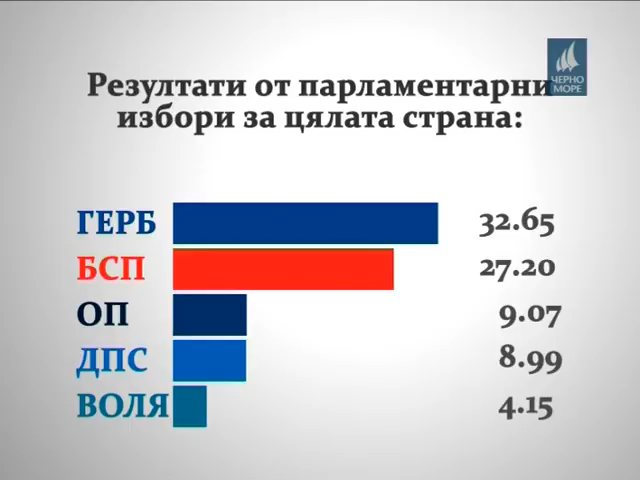 ЧЕРНО
МОРЕ
Резултати от парламентарни
избори за цялата страна:
ГЕРБ 32.65
БСП 27.20
ОП 9.07
ДПС 8.99
ВОЛЯ 4.15